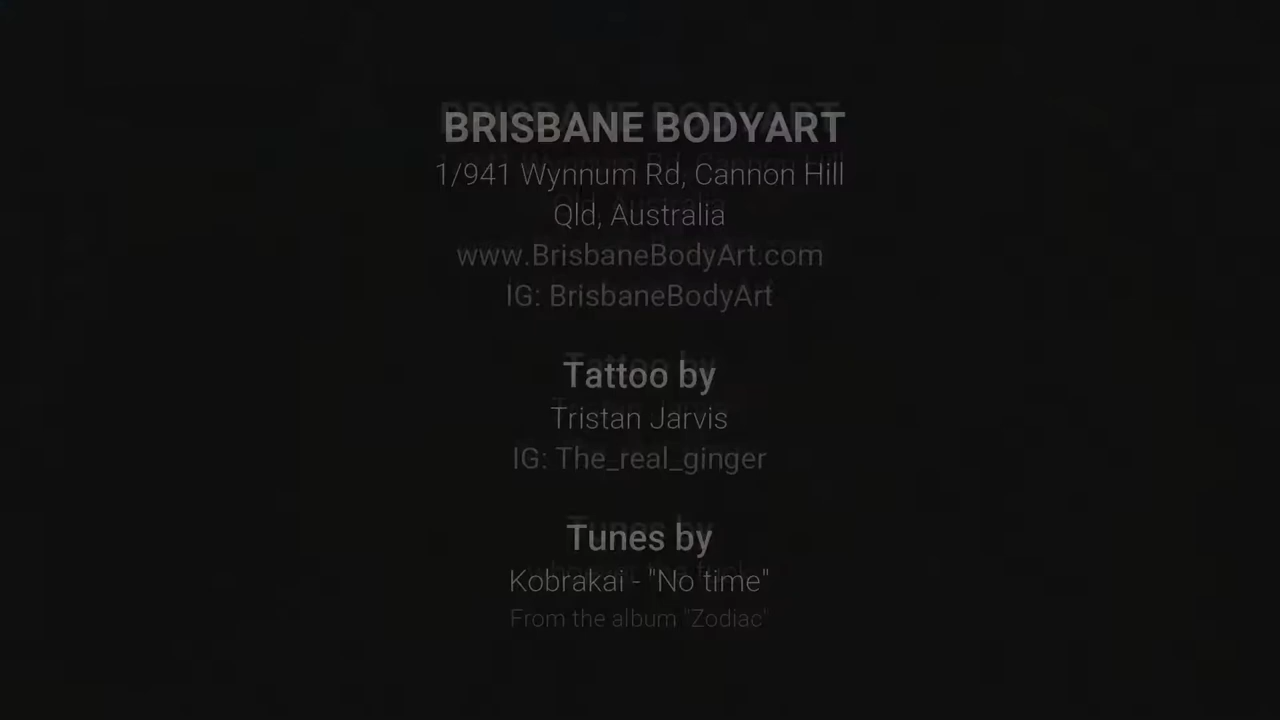 BRISBANE BODYART
1/941 Wynnum Rd, Cannon Hill
Qld, Australia
www.BrisbaneBodyArt.com
IG: BrisbaneBodyArt
Tattoo by
Tristan Jarvis
IG: The_real_ginger
Tunes by
Kobrakai - "No time"
From the album "Zodiac"